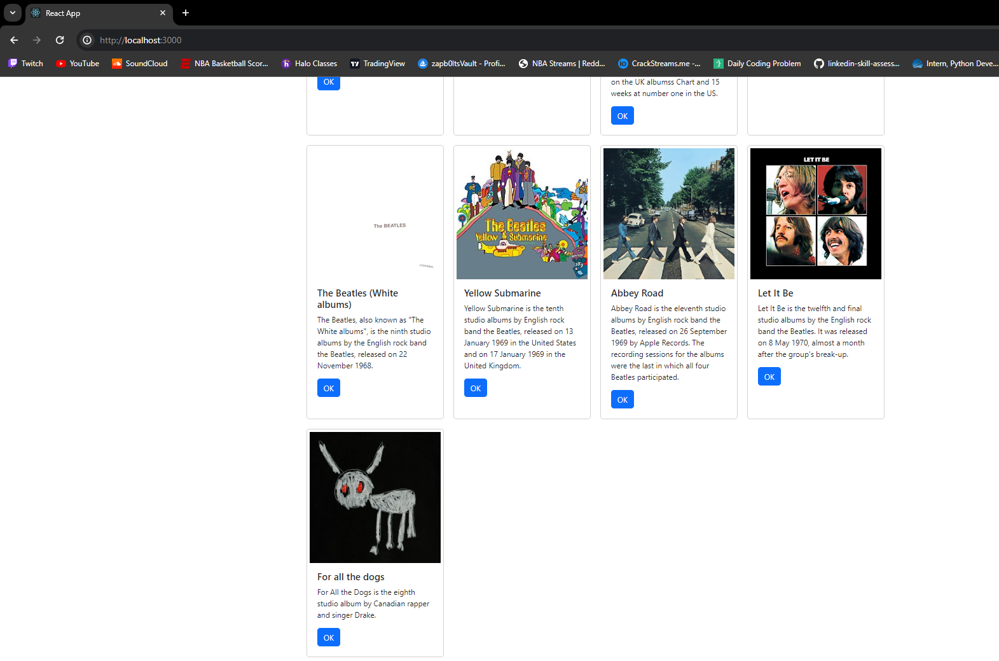 React App
http://localhost:3000
Twitch
YouTube
SoundCloud
NBA Basketball Scor...
Halo Classes
TradingView
zapb0ltsVault - Profi...
NBA Streams | Redd...
CrackStreams.me -...
Daily Coding Problem
linkedin-skill-assess...
Intern, Python Deve...
OK
on the UK albumss Chart and 15
weeks at number one in the US.
OK
The BEATLES
The Beatles (White
albums)
The Beatles, also known as "The
White albums", is the ninth studio
albums by the English rock band
the Beatles, released on 22
November 1968.
OK
The Beatles
Yellow Submarine
Yellow Submarine
Yellow Submarine is the tenth
studio albums by English rock
band the Beatles, released on 13
January 1969 in the United States
and on 17 January 1969 in the
United Kingdom.
OK
Abbey Road
Abbey Road is the eleventh studio
albums by English rock band the
Beatles, released on 26 September
1969 by Apple Records. The
recording sessions for the albums
were the last in which all four
Beatles participated.
OK
LET IT BE
Let It Be
Let It Be is the twelfth and final
studio albums by the English rock
band the Beatles. It was released
on 8 May 1970, almost a month
after the group's break-up.
OK
For all the dogs
For All the Dogs is the eighth
studio album by Canadian rapper
and singer Drake.
OK